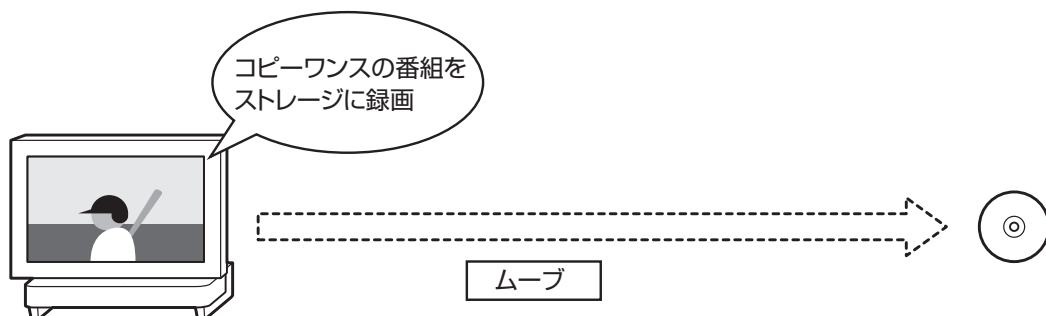 コピーワンスの番組を
ストレージに録画
ムーブ